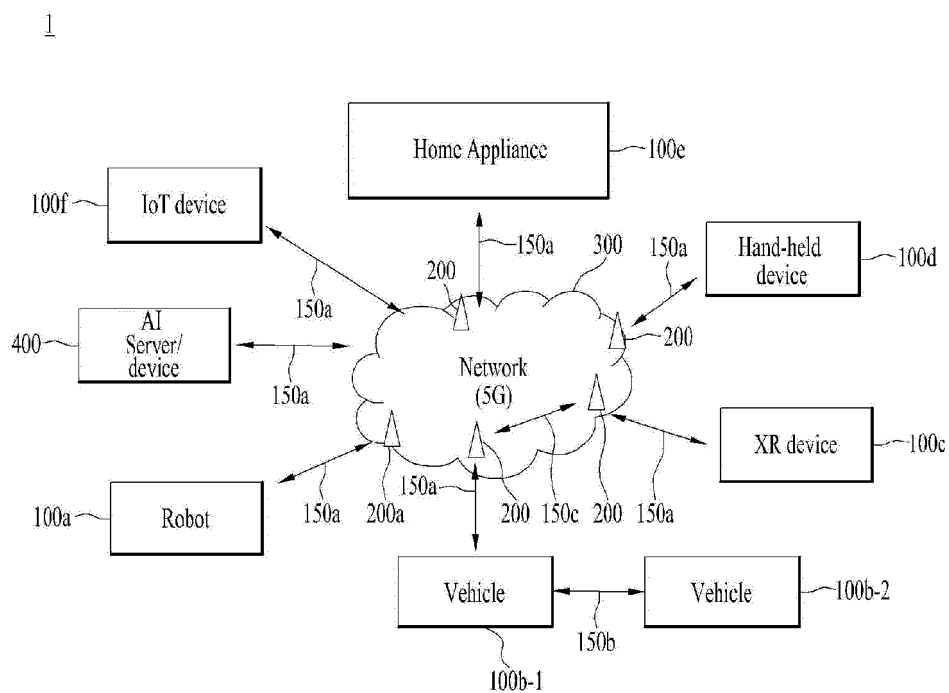 1
Home Appliance
100e
IoT device
100f
150a
300
150a
Hand-held
device
100d
200
150a
AI
Server/
device
400
150a
200
Network
(5G)
XR device
100c
150a
Robot
100a
150a
200a
200
150c
200
150a
Vehicle
100b-1
150b
Vehicle
100b-2